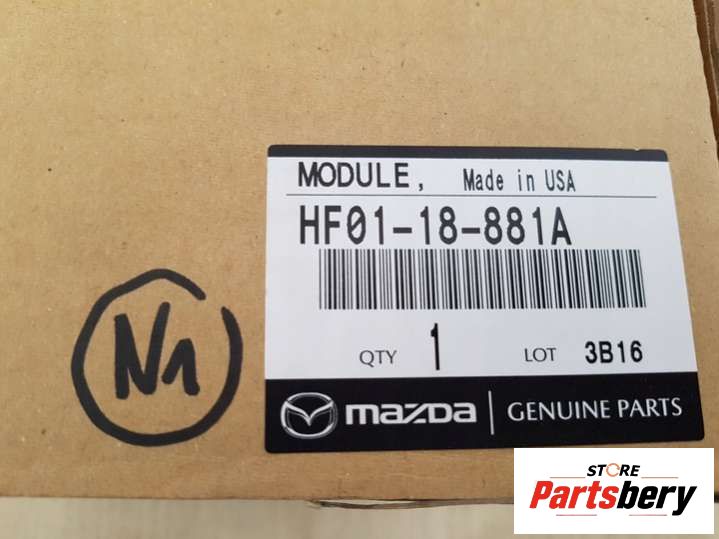 MODULE, Made in USA
HF01-18-881A
QTY 1 LOT 3B16
mazda GENUINE PARTS
N1
STORE
Partsbery